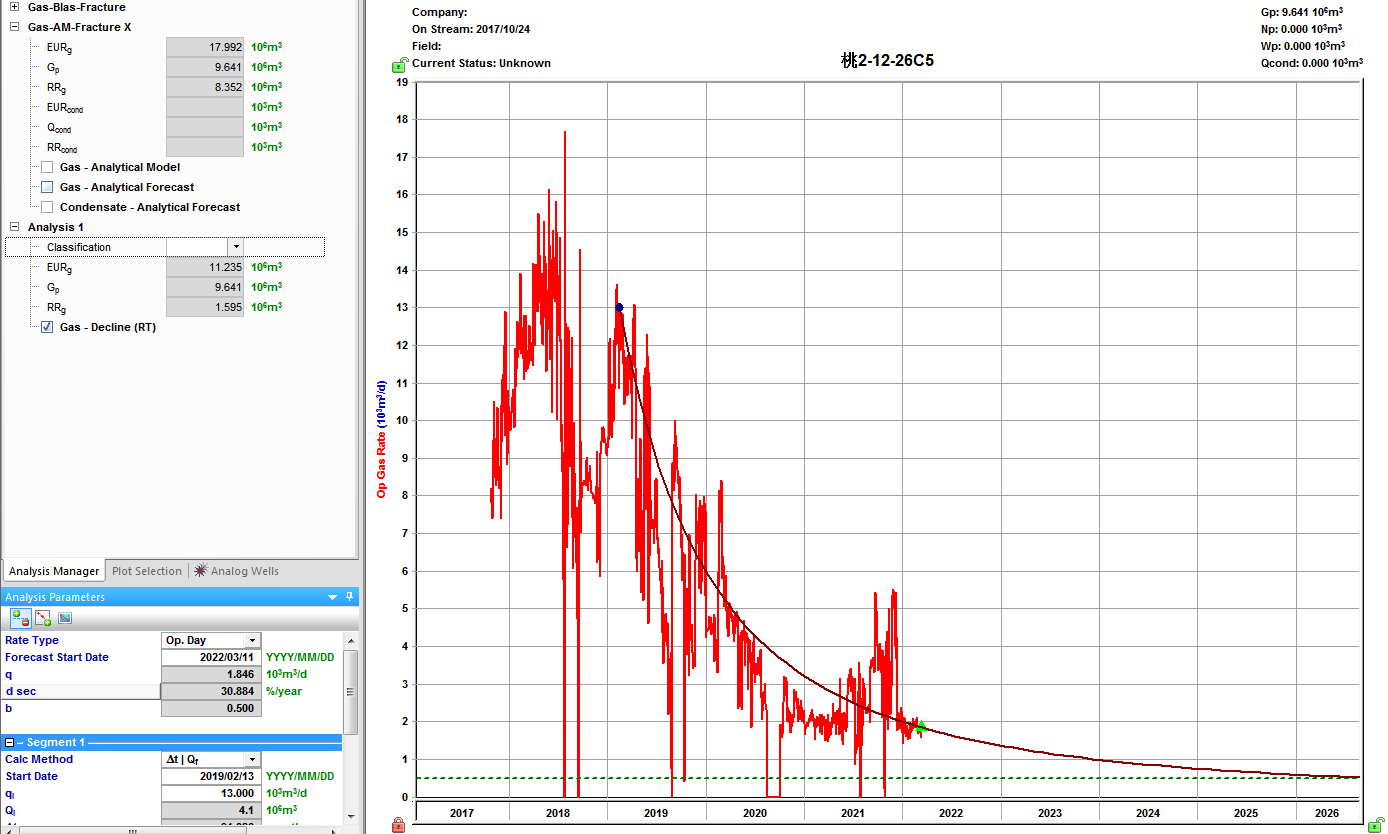 Gas-Blas-Fracture
Gas-AM-Fracture X
EURg 17.992 10⁶m³
Gp 9.641 10⁶m³
RRg 8.352 10⁶m³
EURcond 10³m³
Qcond 10³m³
RRcond 10³m³
Gas - Analytical Model
Gas - Analytical Forecast
Condensate - Analytical Forecast
Analysis 1
Classification
EURg 11.235 10⁶m³
Gp 9.641 10⁶m³
RRg 1.595 10⁶m³
Gas - Decline (RT)
Analysis Manager Plot Selection Analog Wells
Analysis Parameters
Rate Type Op. Day
Forecast Start Date 2022/03/11 YYYY/MM/DD
q 1.846 10³m³/d
d sec 30.884 %/year
b 0.500
Segment 1
Calc Method Δt | Qf
Start Date 2019/02/13 YYYY/MM/DD
qi 13.000 10³m³/d
Qi 4.1 10⁶m³
Company:
On Stream: 2017/10/24
Field:
Current Status: Unknown
桃2-12-26C5
Gp: 9.641 10⁶m³
Np: 0.000 10³m³
Wp: 0.000 10³m³
Qcond: 0.000 10³m³
Op Gas Rate (10³m³/d)
19
18
17
16
15
14
13
12
11
10
9
8
7
6
5
4
3
2
1
0
2017 2018 2019 2020 2021 2022 2023 2024 2025 2026